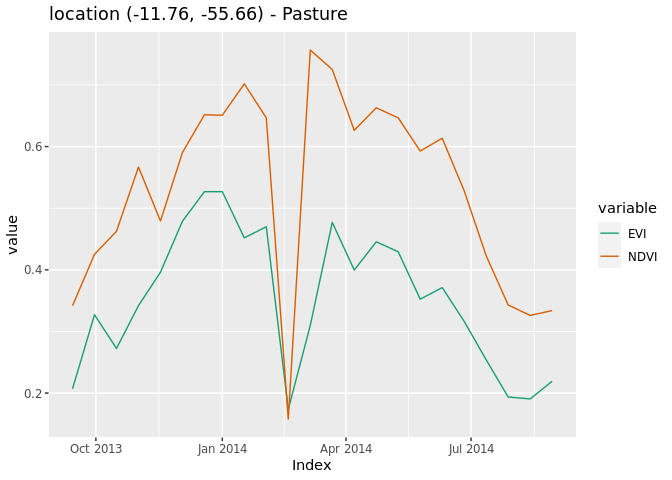 location (-11.76, -55.66) - Pasture
value
0.6
0.4
0.2
Oct 2013
Jan 2014
Apr 2014
Jul 2014
Index
variable
EVI
NDVI